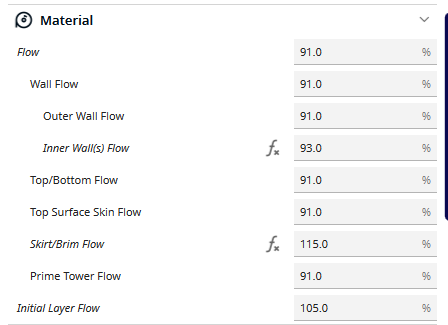 Material
Flow 91.0 %
Wall Flow 91.0 %
Outer Wall Flow 91.0 %
Inner Wall(s) Flow fx 93.0 %
Top/Bottom Flow 91.0 %
Top Surface Skin Flow 91.0 %
Skirt/Brim Flow fx 115.0 %
Prime Tower Flow 91.0 %
Initial Layer Flow 105.0 %